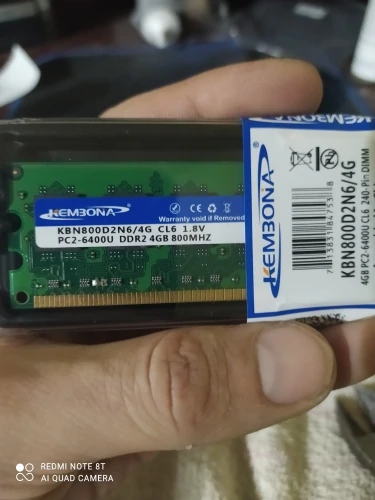 KEMBONA
Warranty void if Removed
KBN800D2N6/4G CL6 1.8V
PC2-6400U DDR2 4GB 800MHZ
KEMBONA
KEMBONA
KBN800D2N6/4G
4GB PC2-6400U CL6 240-Pin DIMM
REDMI NOTE 8T
AI QUAD CAMERA